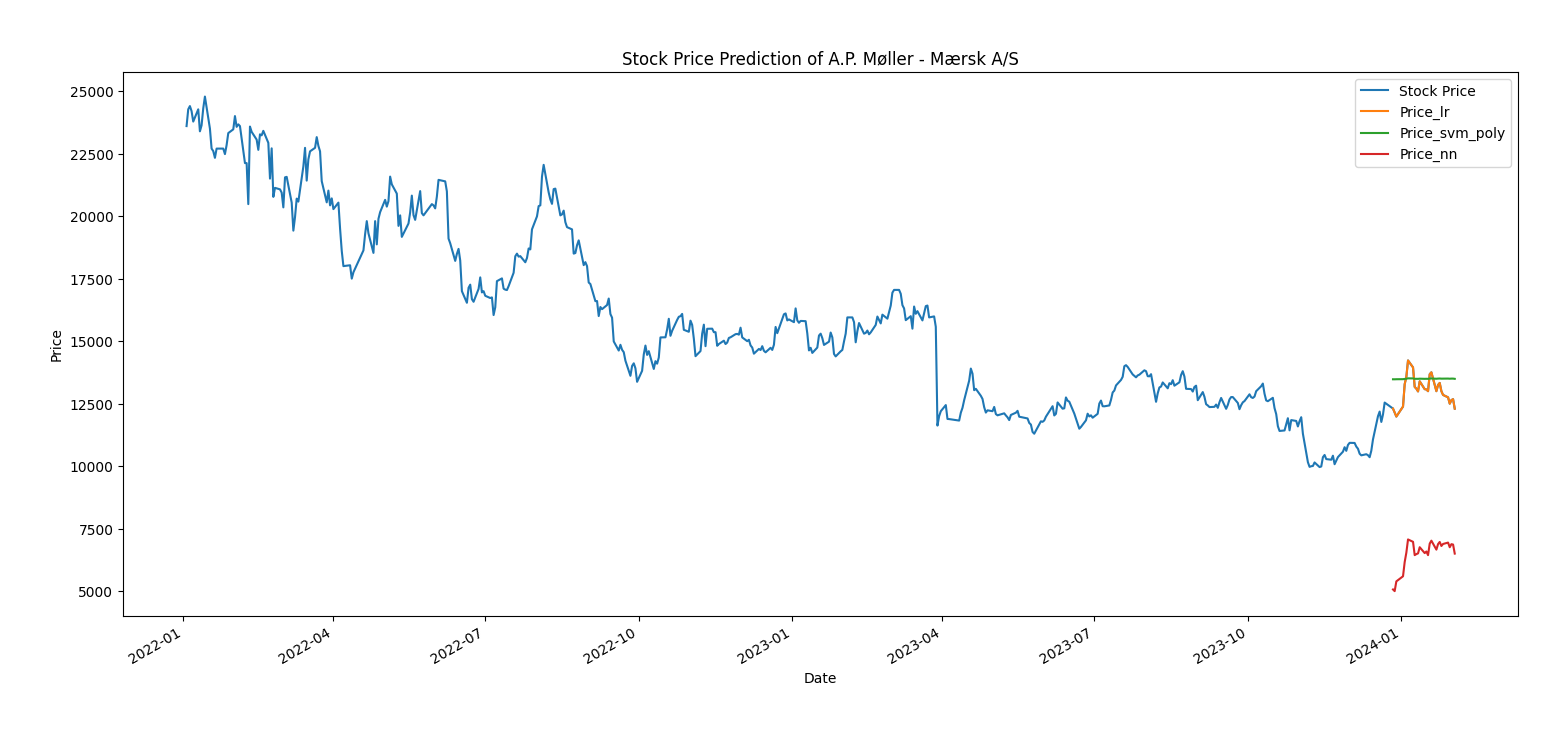 Stock Price Prediction of A.P. Møller - Mærsk A/S
Stock Price
Price_lr
Price_svm_poly
Price_nn
Price
25000
22500
20000
17500
15000
12500
10000
7500
5000
2022-01
2022-04
2022-07
2022-10
2023-01
2023-04
2023-07
2023-10
2024-01
Date